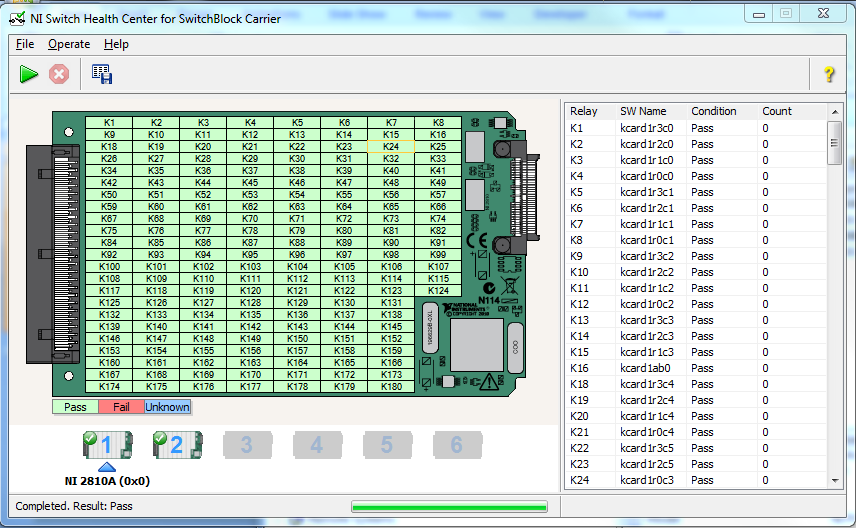 NI Switch Health Center for SwitchBlock Carrier
File Operate Help
Relay SW Name Condition Count
K1 kcard1r3c0 Pass 0
K2 kcard1r2c0 Pass 0
K3 kcard1r1c0 Pass 0
K4 kcard1r0c0 Pass 0
K5 kcard1r3c1 Pass 0
K6 kcard1r2c1 Pass 0
K7 kcard1r1c1 Pass 0
K8 kcard1r0c1 Pass 0
K9 kcard1r3c2 Pass 0
K10 kcard1r2c2 Pass 0
K11 kcard1r1c2 Pass 0
K12 kcard1r0c2 Pass 0
K13 kcard1r3c3 Pass 0
K14 kcard1r2c3 Pass 0
K15 kcard1r1c3 Pass 0
K16 kcard1ab0 Pass 0
K18 kcard1r3c4 Pass 0
K19 kcard1r2c4 Pass 0
K20 kcard1r1c4 Pass 0
K21 kcard1r0c4 Pass 0
K22 kcard1r3c5 Pass 0
K23 kcard1r2c5 Pass 0
K24 kcard1r0c3 Pass 0
K1 K2 K3 K4 K5 K6 K7 K8
K9 K10 K11 K12 K13 K14 K15 K16
K18 K19 K20 K21 K22 K23 K24 K25
K26 K27 K28 K29 K30 K31 K32 K33
K34 K35 K36 K37 K38 K39 K40 K41
K42 K43 K44 K45 K46 K47 K48 K49
K50 K51 K52 K53 K54 K55 K56 K57
K59 K60 K61 K62 K63 K64 K65 K66
K67 K68 K69 K70 K71 K72 K73 K74
K75 K76 K77 K78 K79 K80 K81 K82
K84 K85 K86 K87 K88 K89 K90 K91
K92 K93 K94 K95 K96 K97 K98 K99
K100 K101 K102 K103 K104 K105 K106 K107
K108 K109 K110 K111 K112 K113 K114 K115
K117 K118 K119 K120 K121 K122 K123 K124
K125 K126 K127 K128 K129 K130 K131
K132 K133 K134 K135 K136 K137 K138
K139 K140 K141 K142 K143 K144 K145
K146 K147 K148 K149 K150 K151 K152
K153 K154 K155 K156 K157 K158 K159
K160 K161 K162 K163 K164 K165 K166
K167 K168 K169 K170 K171 K172 K173
K174 K175 K176 K177 K178 K179 K180
N114
NATIONAL
INSTRUMENTS
Pass Fail Unknown
1 2 3 4 5 6
NI 2810A (0x0)
Completed. Result: Pass